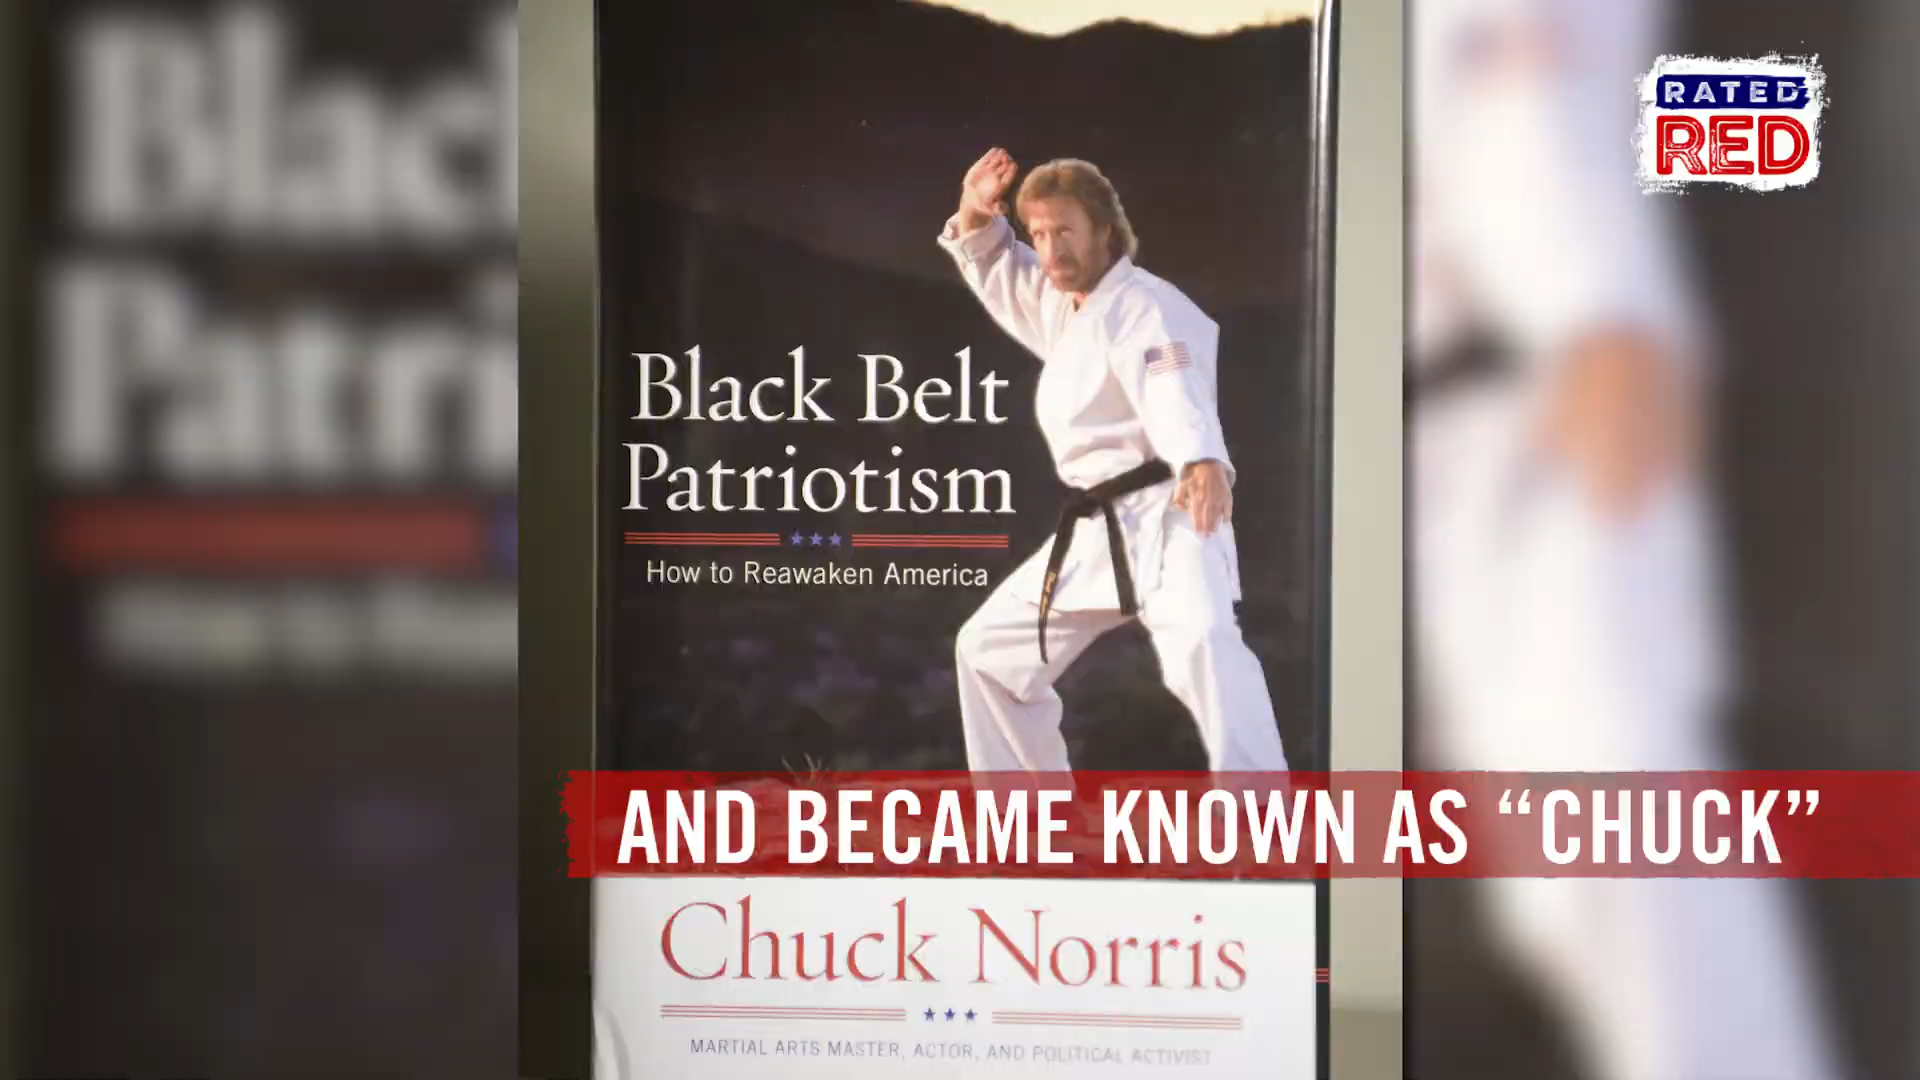 RATED
RED
Black Belt
Patriotism
How to Reawaken America
AND BECAME KNOWN AS “CHUCK”
Chuck Norris
MARTIAL ARTS MASTER, ACTOR, AND POLITICAL ACTIVIST